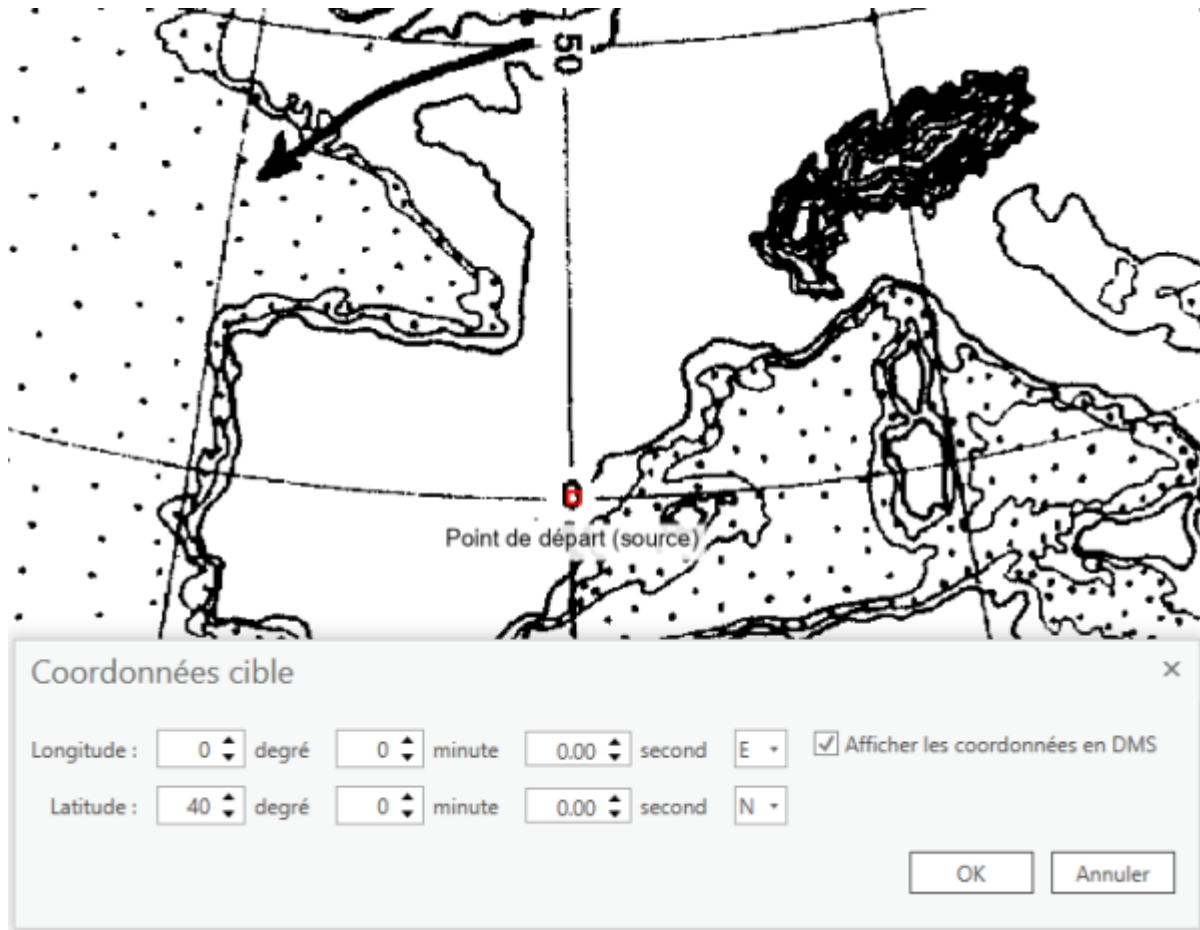 50
Point de départ (source)
Coordonnées cible
Longitude : 0 degré 0 minute 0.00 second E Afficher les coordonnées en DMS
Latitude : 40 degré 0 minute 0.00 second N
OK Annuler